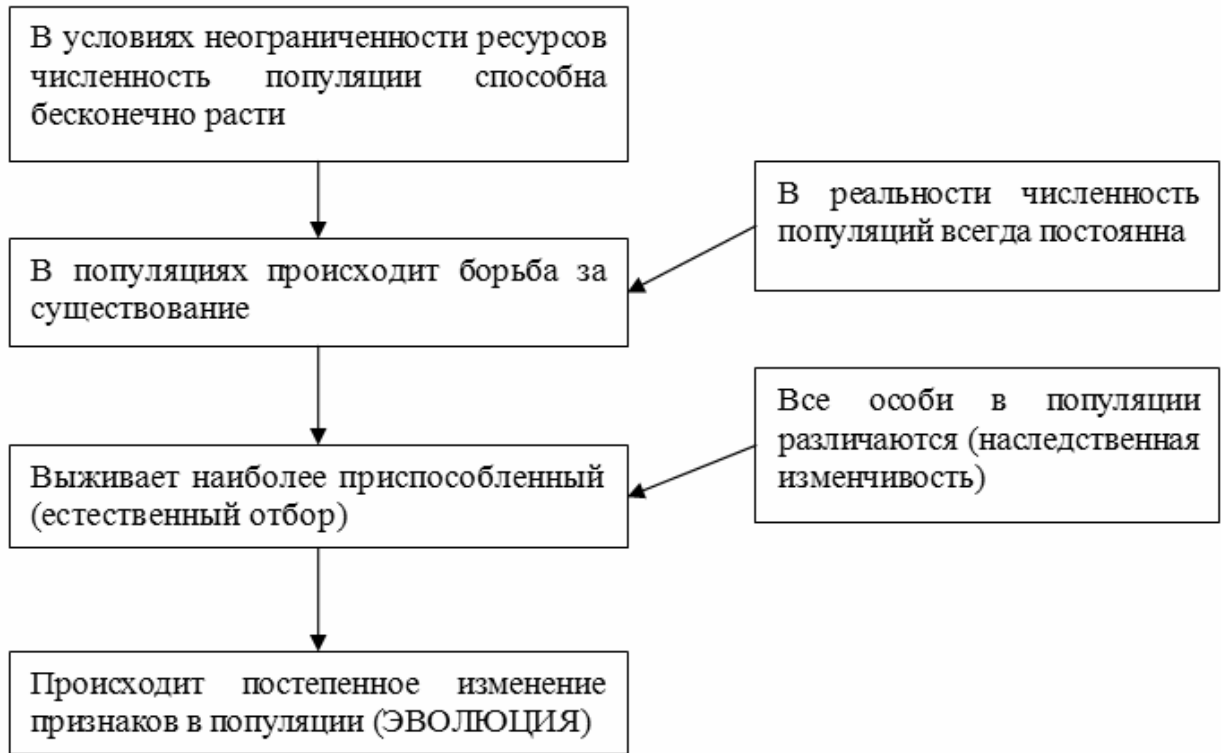 В условиях неограниченности ресурсов
численность популяции способна
бесконечно расти
В реальности численность
популяций всегда постоянна
В популяциях происходит борьба за
существование
Все особи в популяции
различаются (наследственная
изменчивость)
Выживает наиболее приспособленный
(естественный отбор)
Происходит постепенное изменение
признаков в популяции (ЭВОЛЮЦИЯ)